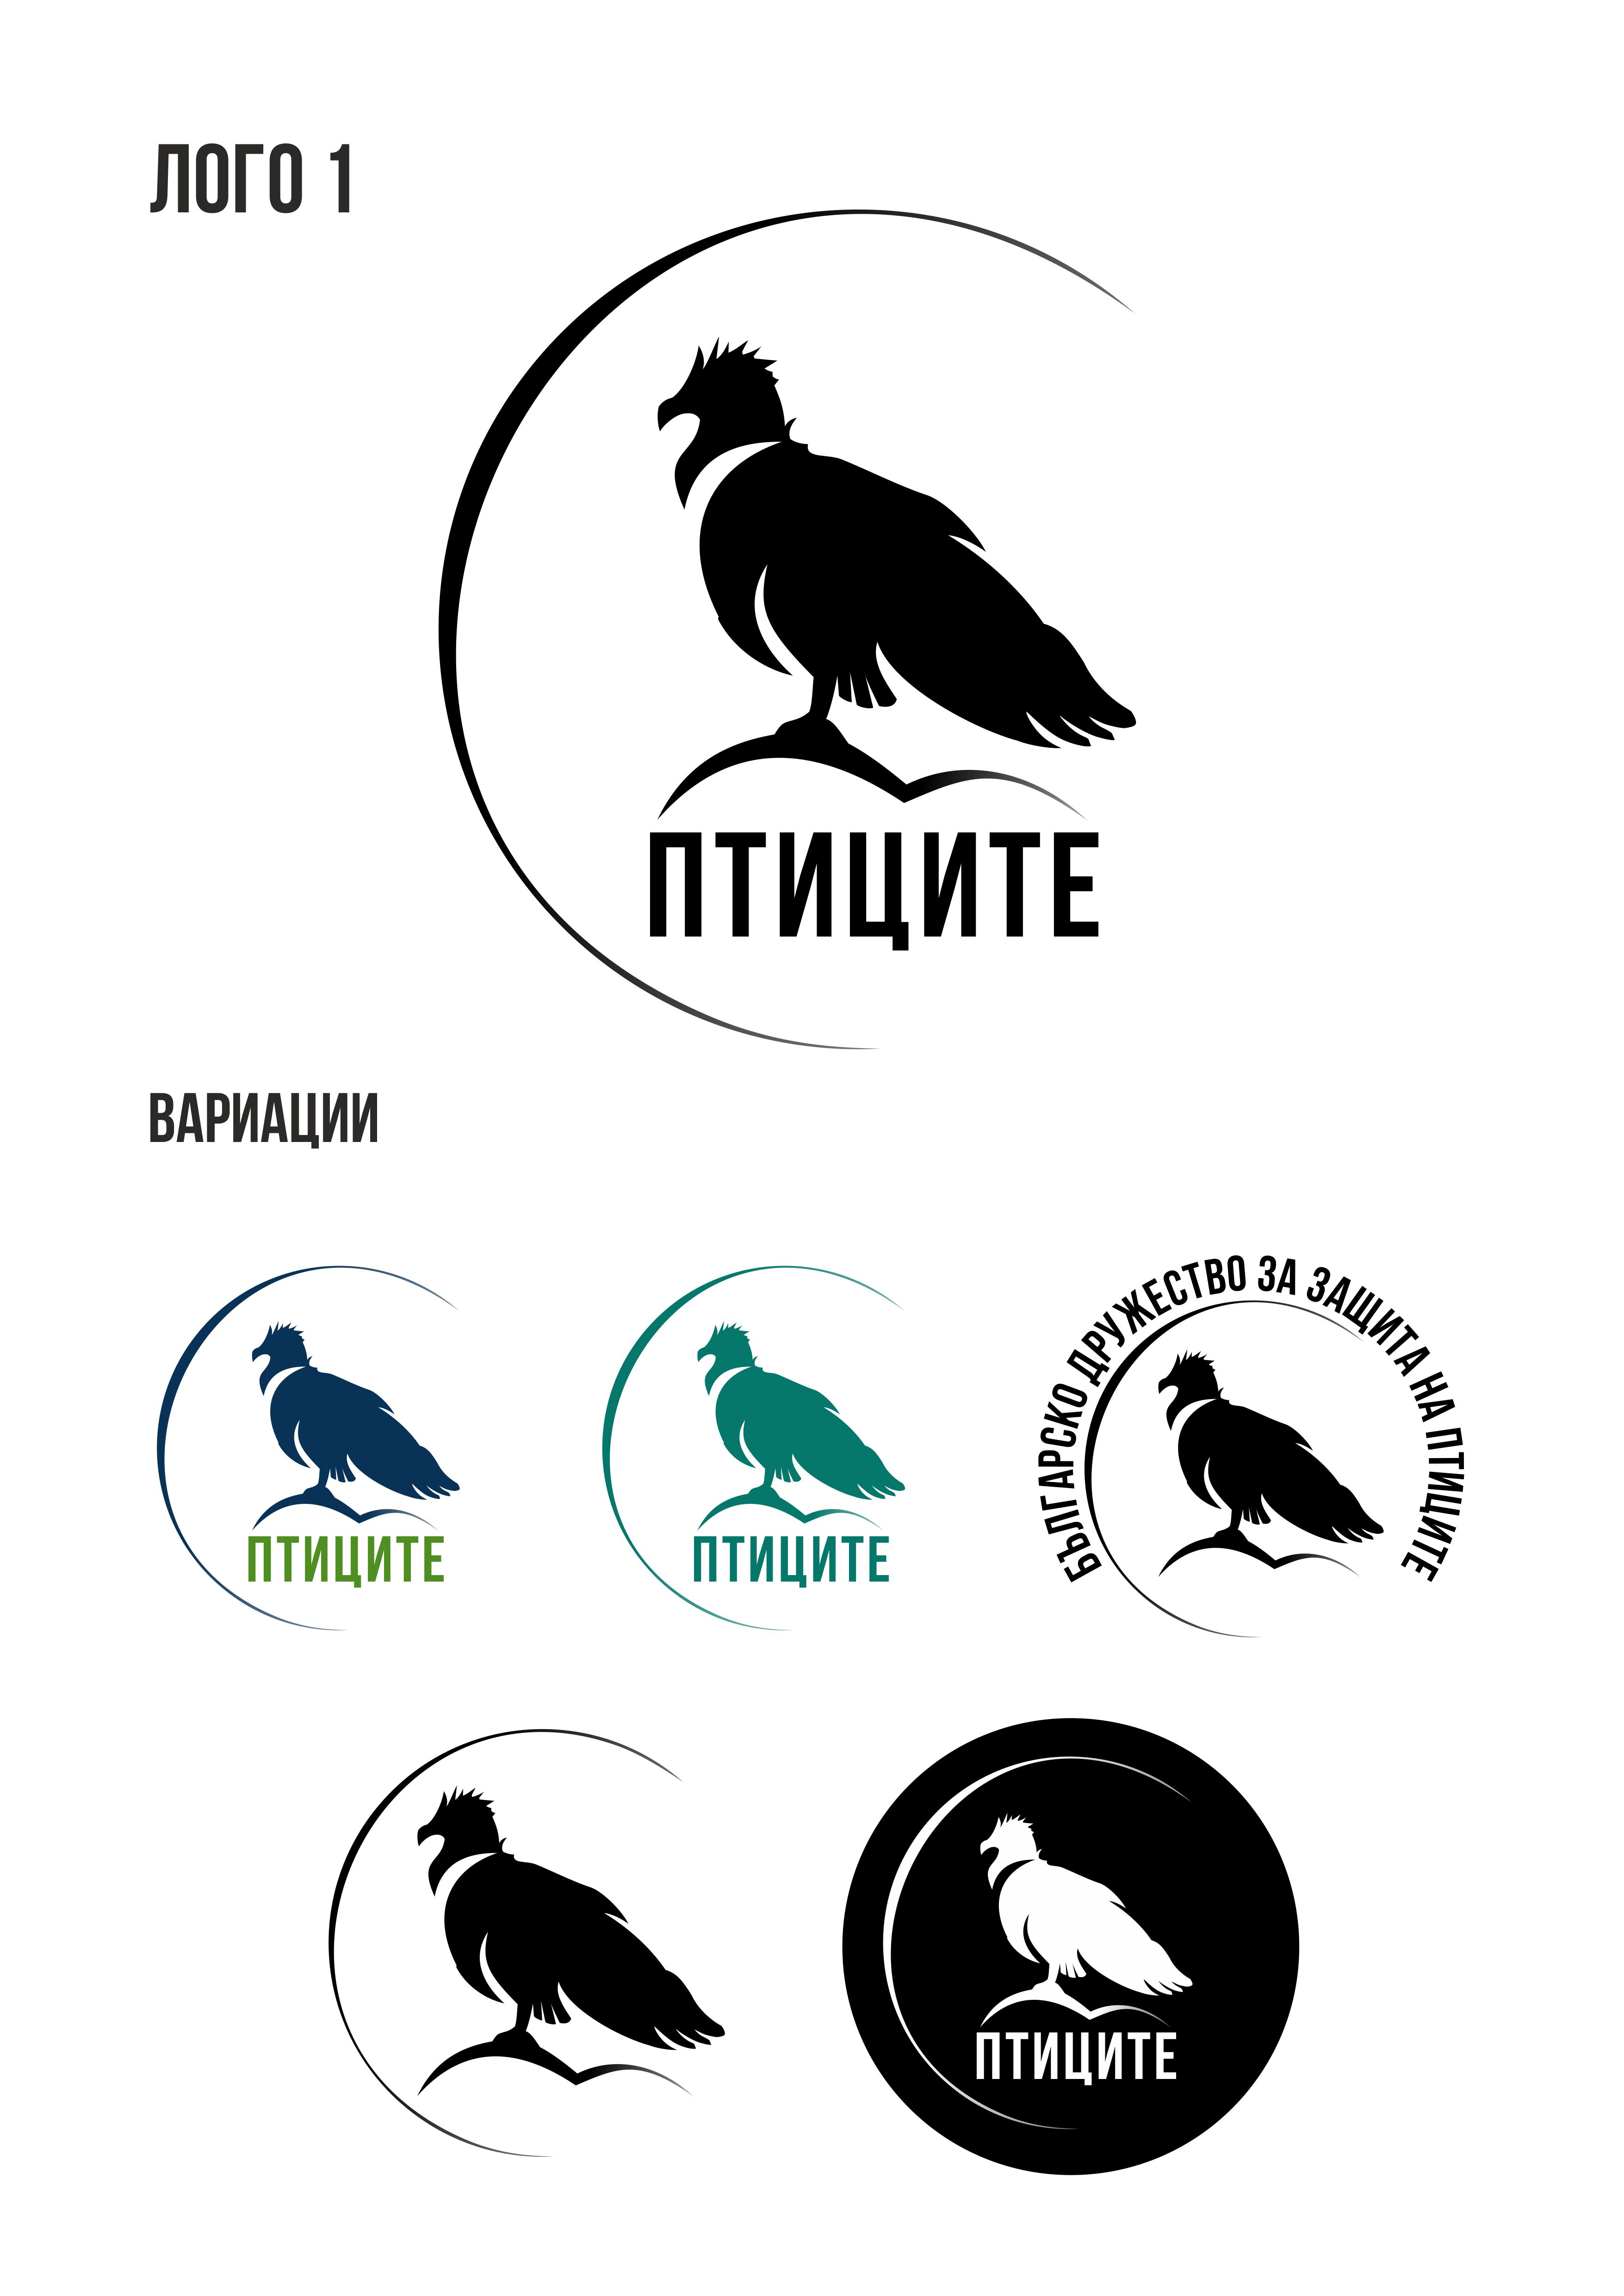 ЛОГО 1
ПТИЦИТЕ
ВАРИАЦИИ
ПТИЦИТЕ
ПТИЦИТЕ
БЪЛГАРСКО ДРУЖЕСТВО ЗА ЗАЩИТА НА ПТИЦИТЕ
ПТИЦИТЕ